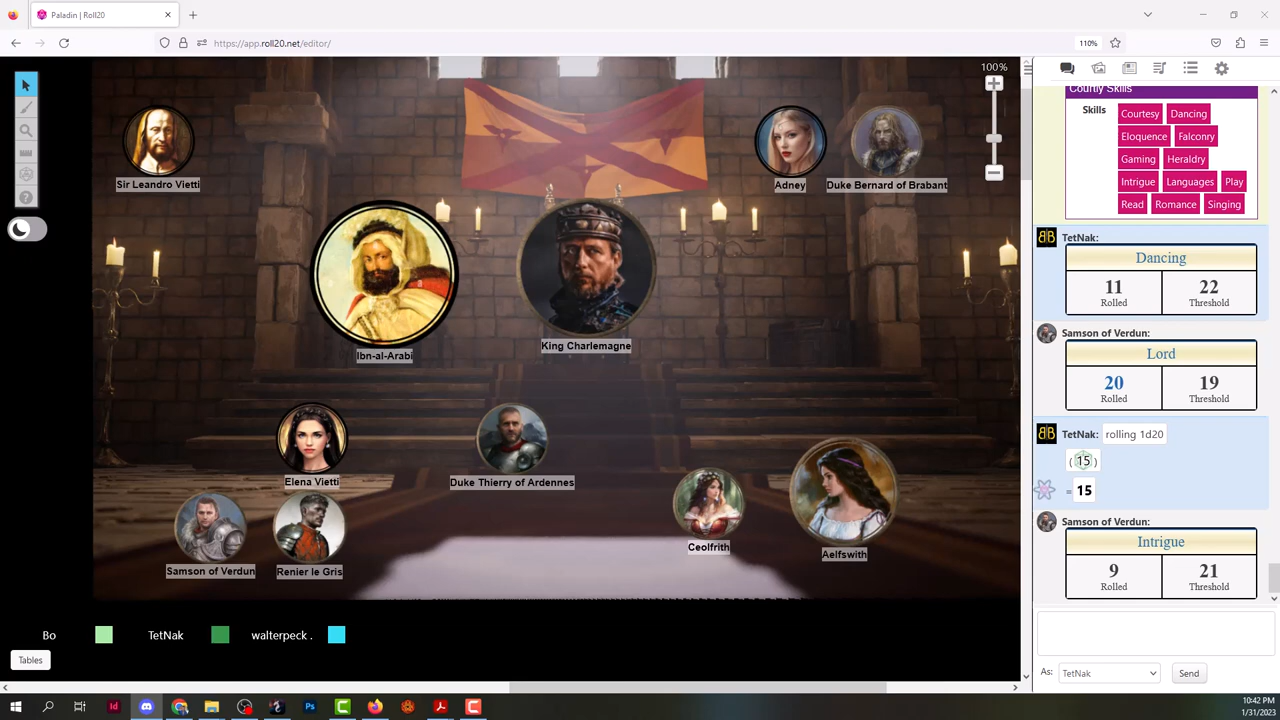 Paladin | Roll20
https://app.roll20.net/editor/
110%
100%
Sir Leandro Vietti
Adney
Duke Bernard of Brabant
Ibn-al-Arabi
King Charlemagne
Elena Vietti
Duke Thierry of Ardennes
Samson of Verdun
Renier le Gris
Ceolfrith
Aelfswith
Bo
TetNak
walterpeck .
Tables
Courtly Skills
Skills
Courtesy Dancing
Eloquence Falconry
Gaming Heraldry
Intrigue Languages Play
Read Romance Singing
TetNak:
Dancing
11 22
Rolled Threshold
Samson of Verdun:
Lord
20 19
Rolled Threshold
TetNak: rolling 1d20
(15)
= 15
Samson of Verdun:
Intrigue
9 21
Rolled Threshold
As: TetNak Send
Id
Ps
10:42 PM
1/31/2023